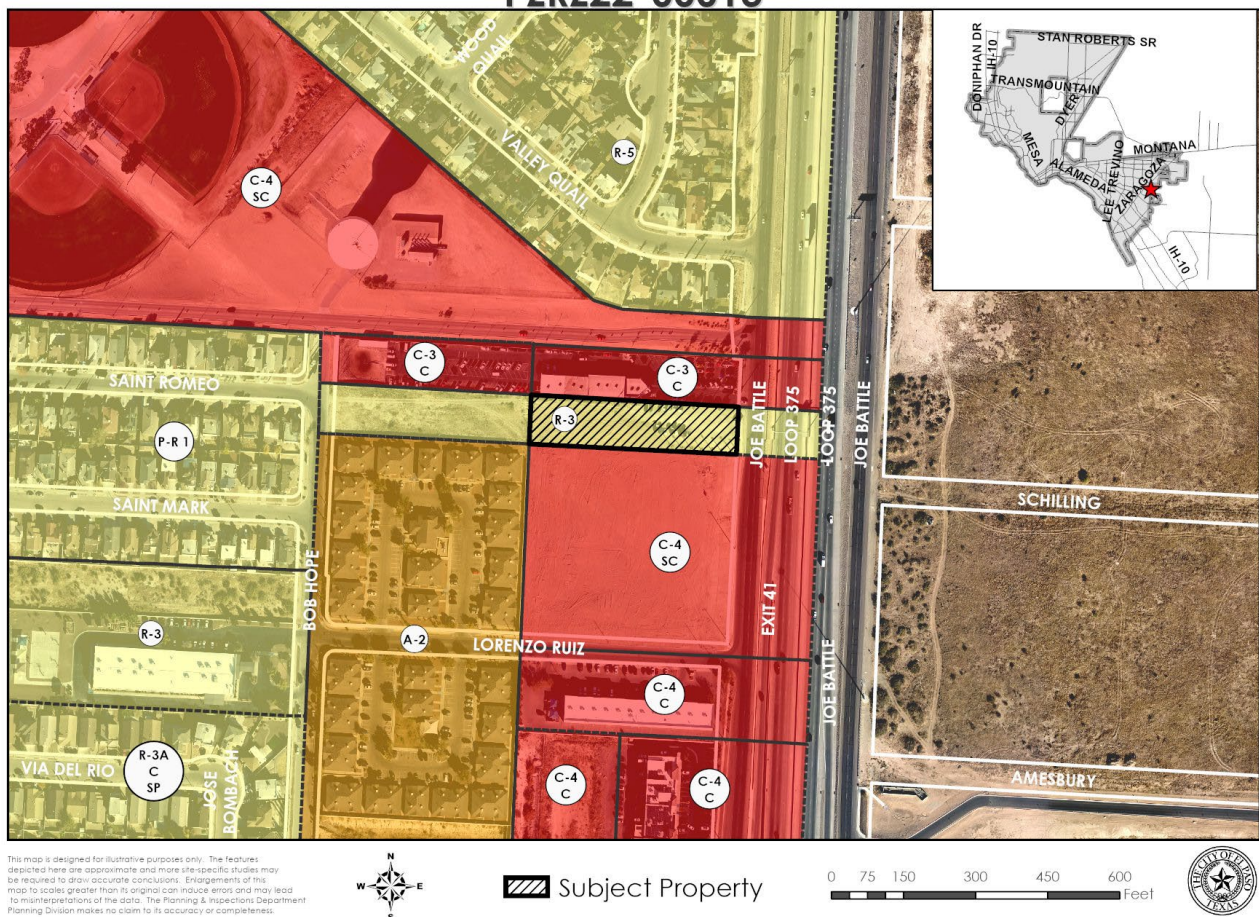 STAN ROBERTS SR
DONIPHAN DR
IH-10
TRANSMOUNTAIN
DYER
MESA
ALAMEDA
LEE TREVINO
ZARAGOZA
MONTANA
IH-10
WOOD
QUAIL
VALLEY QUAIL
R-5
C-4
SC
C-3
C
C-3
C
SAINT ROMEO
P-R 1
R-3
JOE BATTLE
LOOP 375
LOOP 375
JOE BATTLE
SAINT MARK
SCHILLING
C-4
SC
BOB HOPE
EXIT 41
R-3
A-2
LORENZO RUIZ
JOE BATTLE
C-4
C
R-3A
C
SP
VIA DEL RIO
JOSE
BOMBACH
C-4
C
C-4
C
AMESBURY
This map is designed for illustrative purposes only. The features
depicted here are approximate and more site-specific studies may
be required to draw accurate conclusions. Enlargements of this
map to scales greater than its original can induce errors and may lead
to misinterpretations of the data. The Planning & Inspections Department
Planning Division makes no claim to its accuracy or completeness.
N
W E
S
Subject Property
0 75 150 300 450 600
Feet
THE CITY OF EL PASO
TEXAS